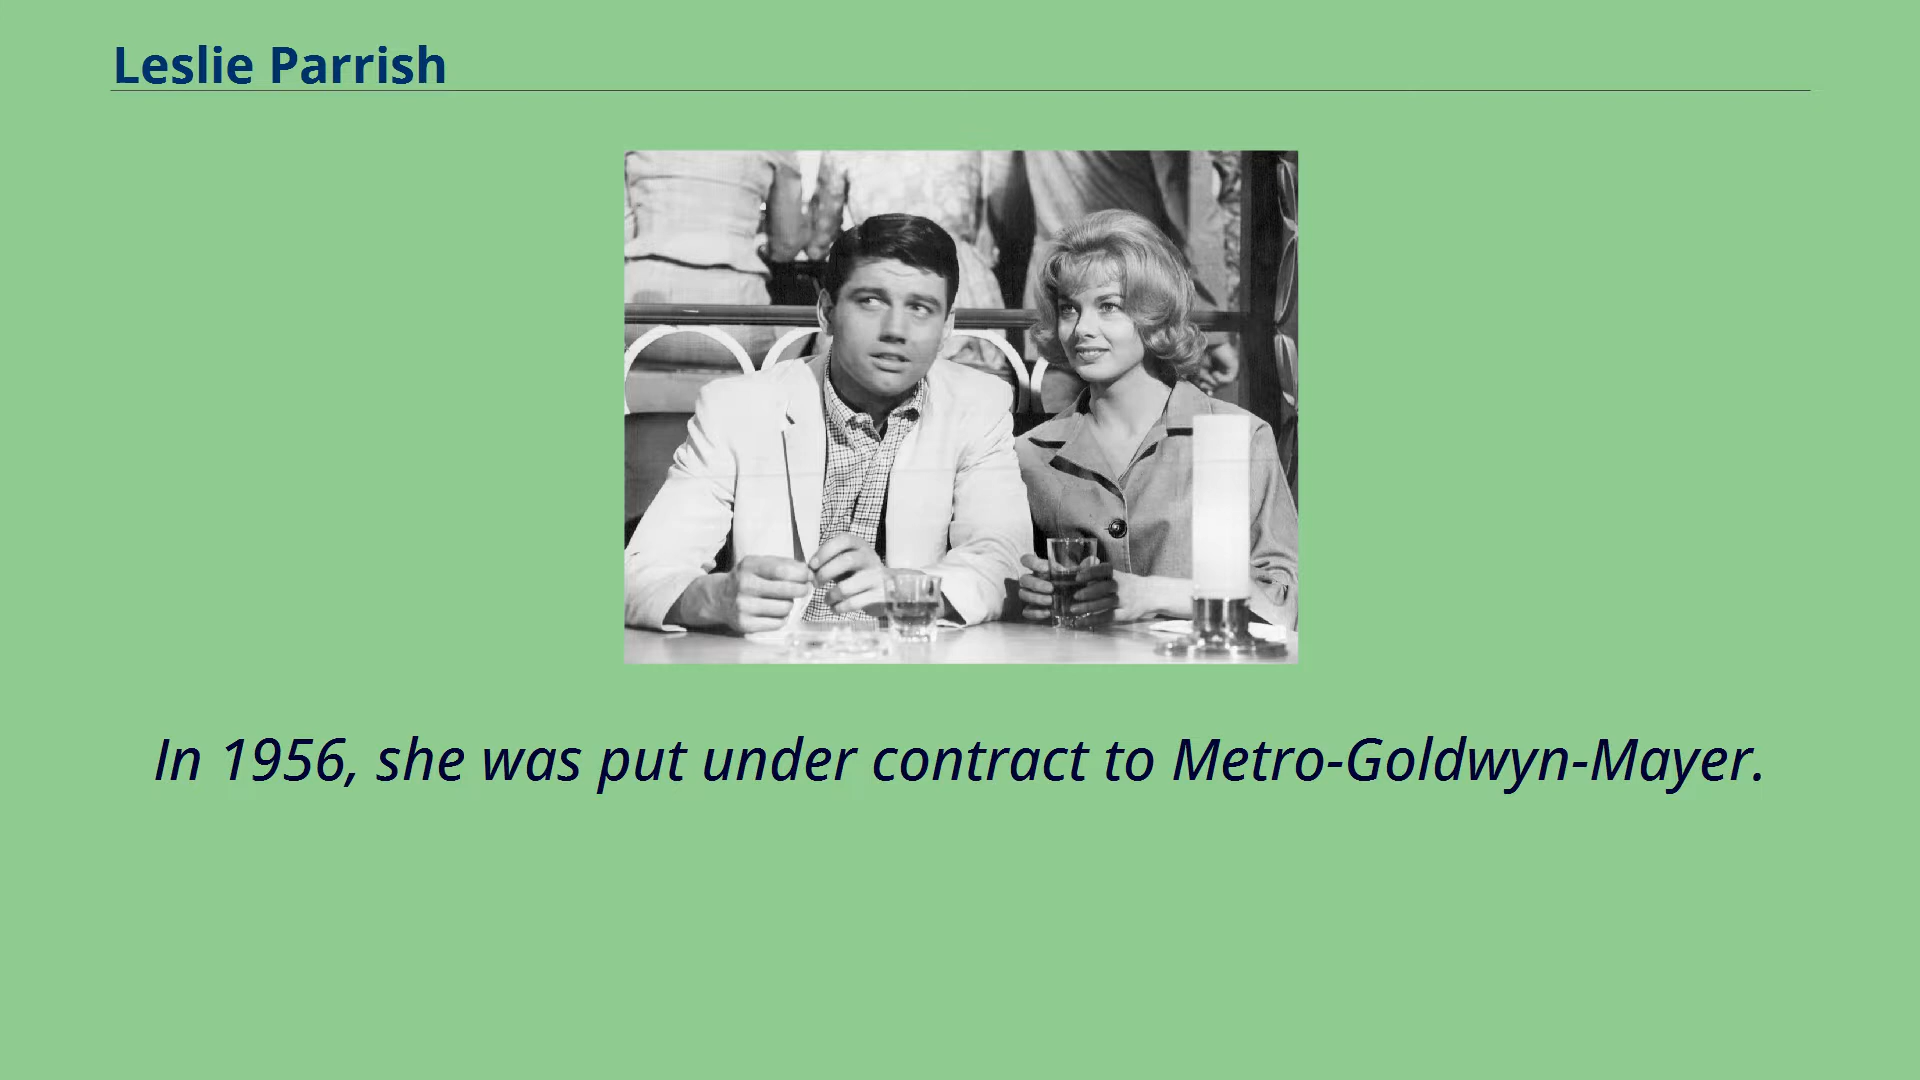 Leslie Parrish
In 1956, she was put under contract to Metro-Goldwyn-Mayer.